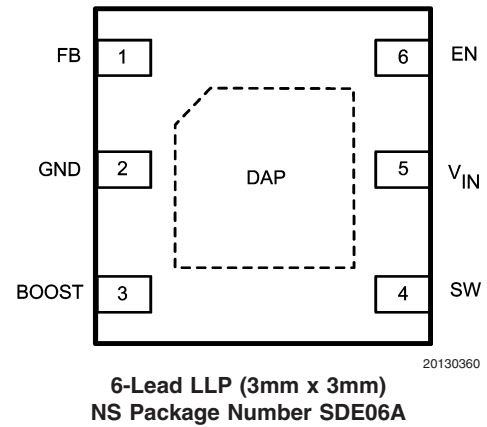 FB 1 6 EN
GND 2 DAP 5 VIN
BOOST 3 4 SW
20130360
6-Lead LLP (3mm x 3mm)
NS Package Number SDE06A